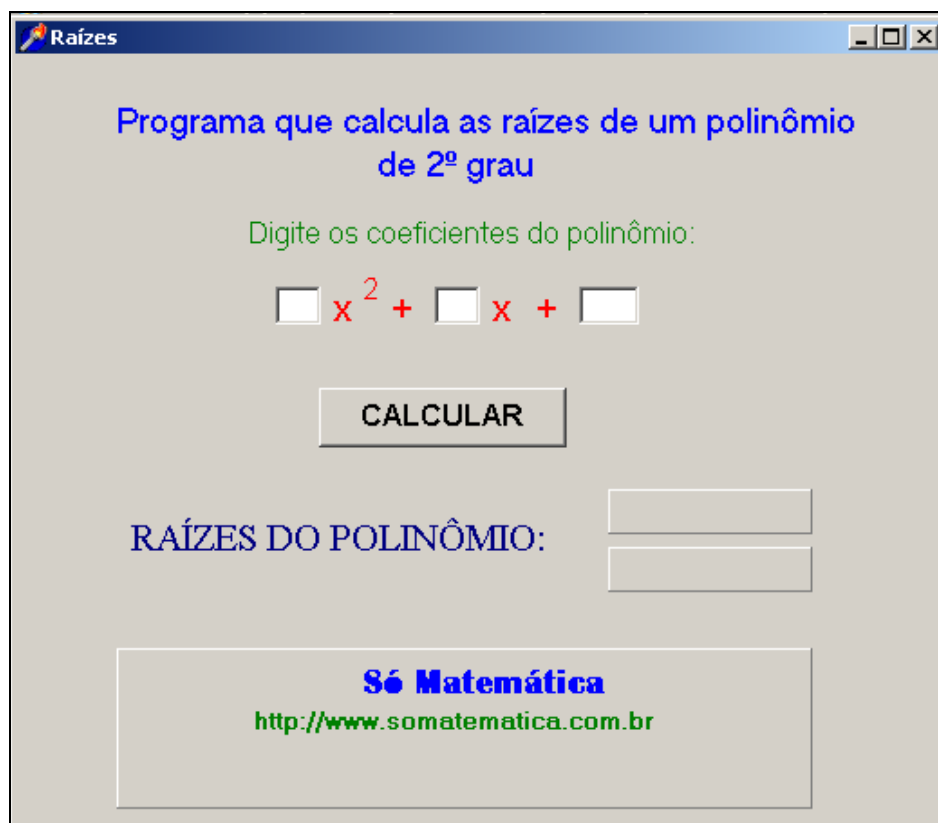 Raízes
Programa que calcula as raízes de um polinômio
de 2º grau
Digite os coeficientes do polinômio:
x² + x +
CALCULAR
RAÍZES DO POLINÔMIO:
Só Matemática
http://www.somatematica.com.br